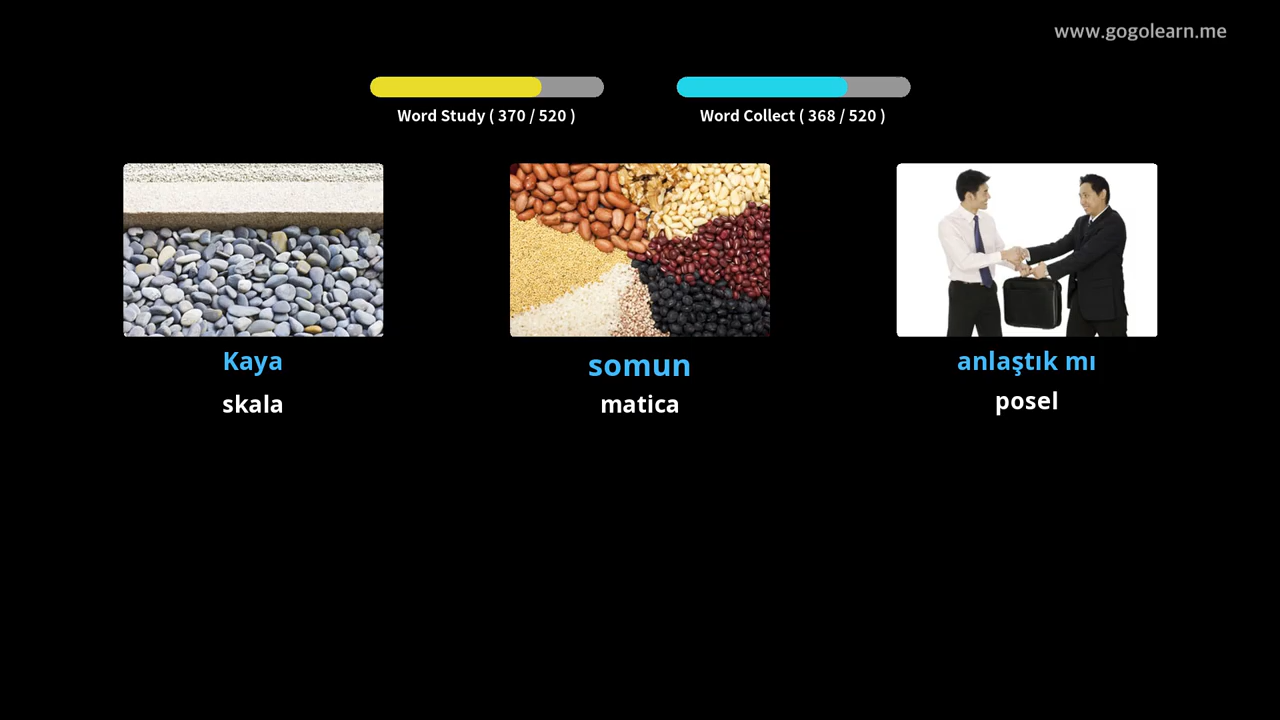 www.gogolearn.me
Word Study ( 370 / 520 )
Word Collect ( 368 / 520 )
Kaya
skala
somun
matica
anlaştık mı
posel